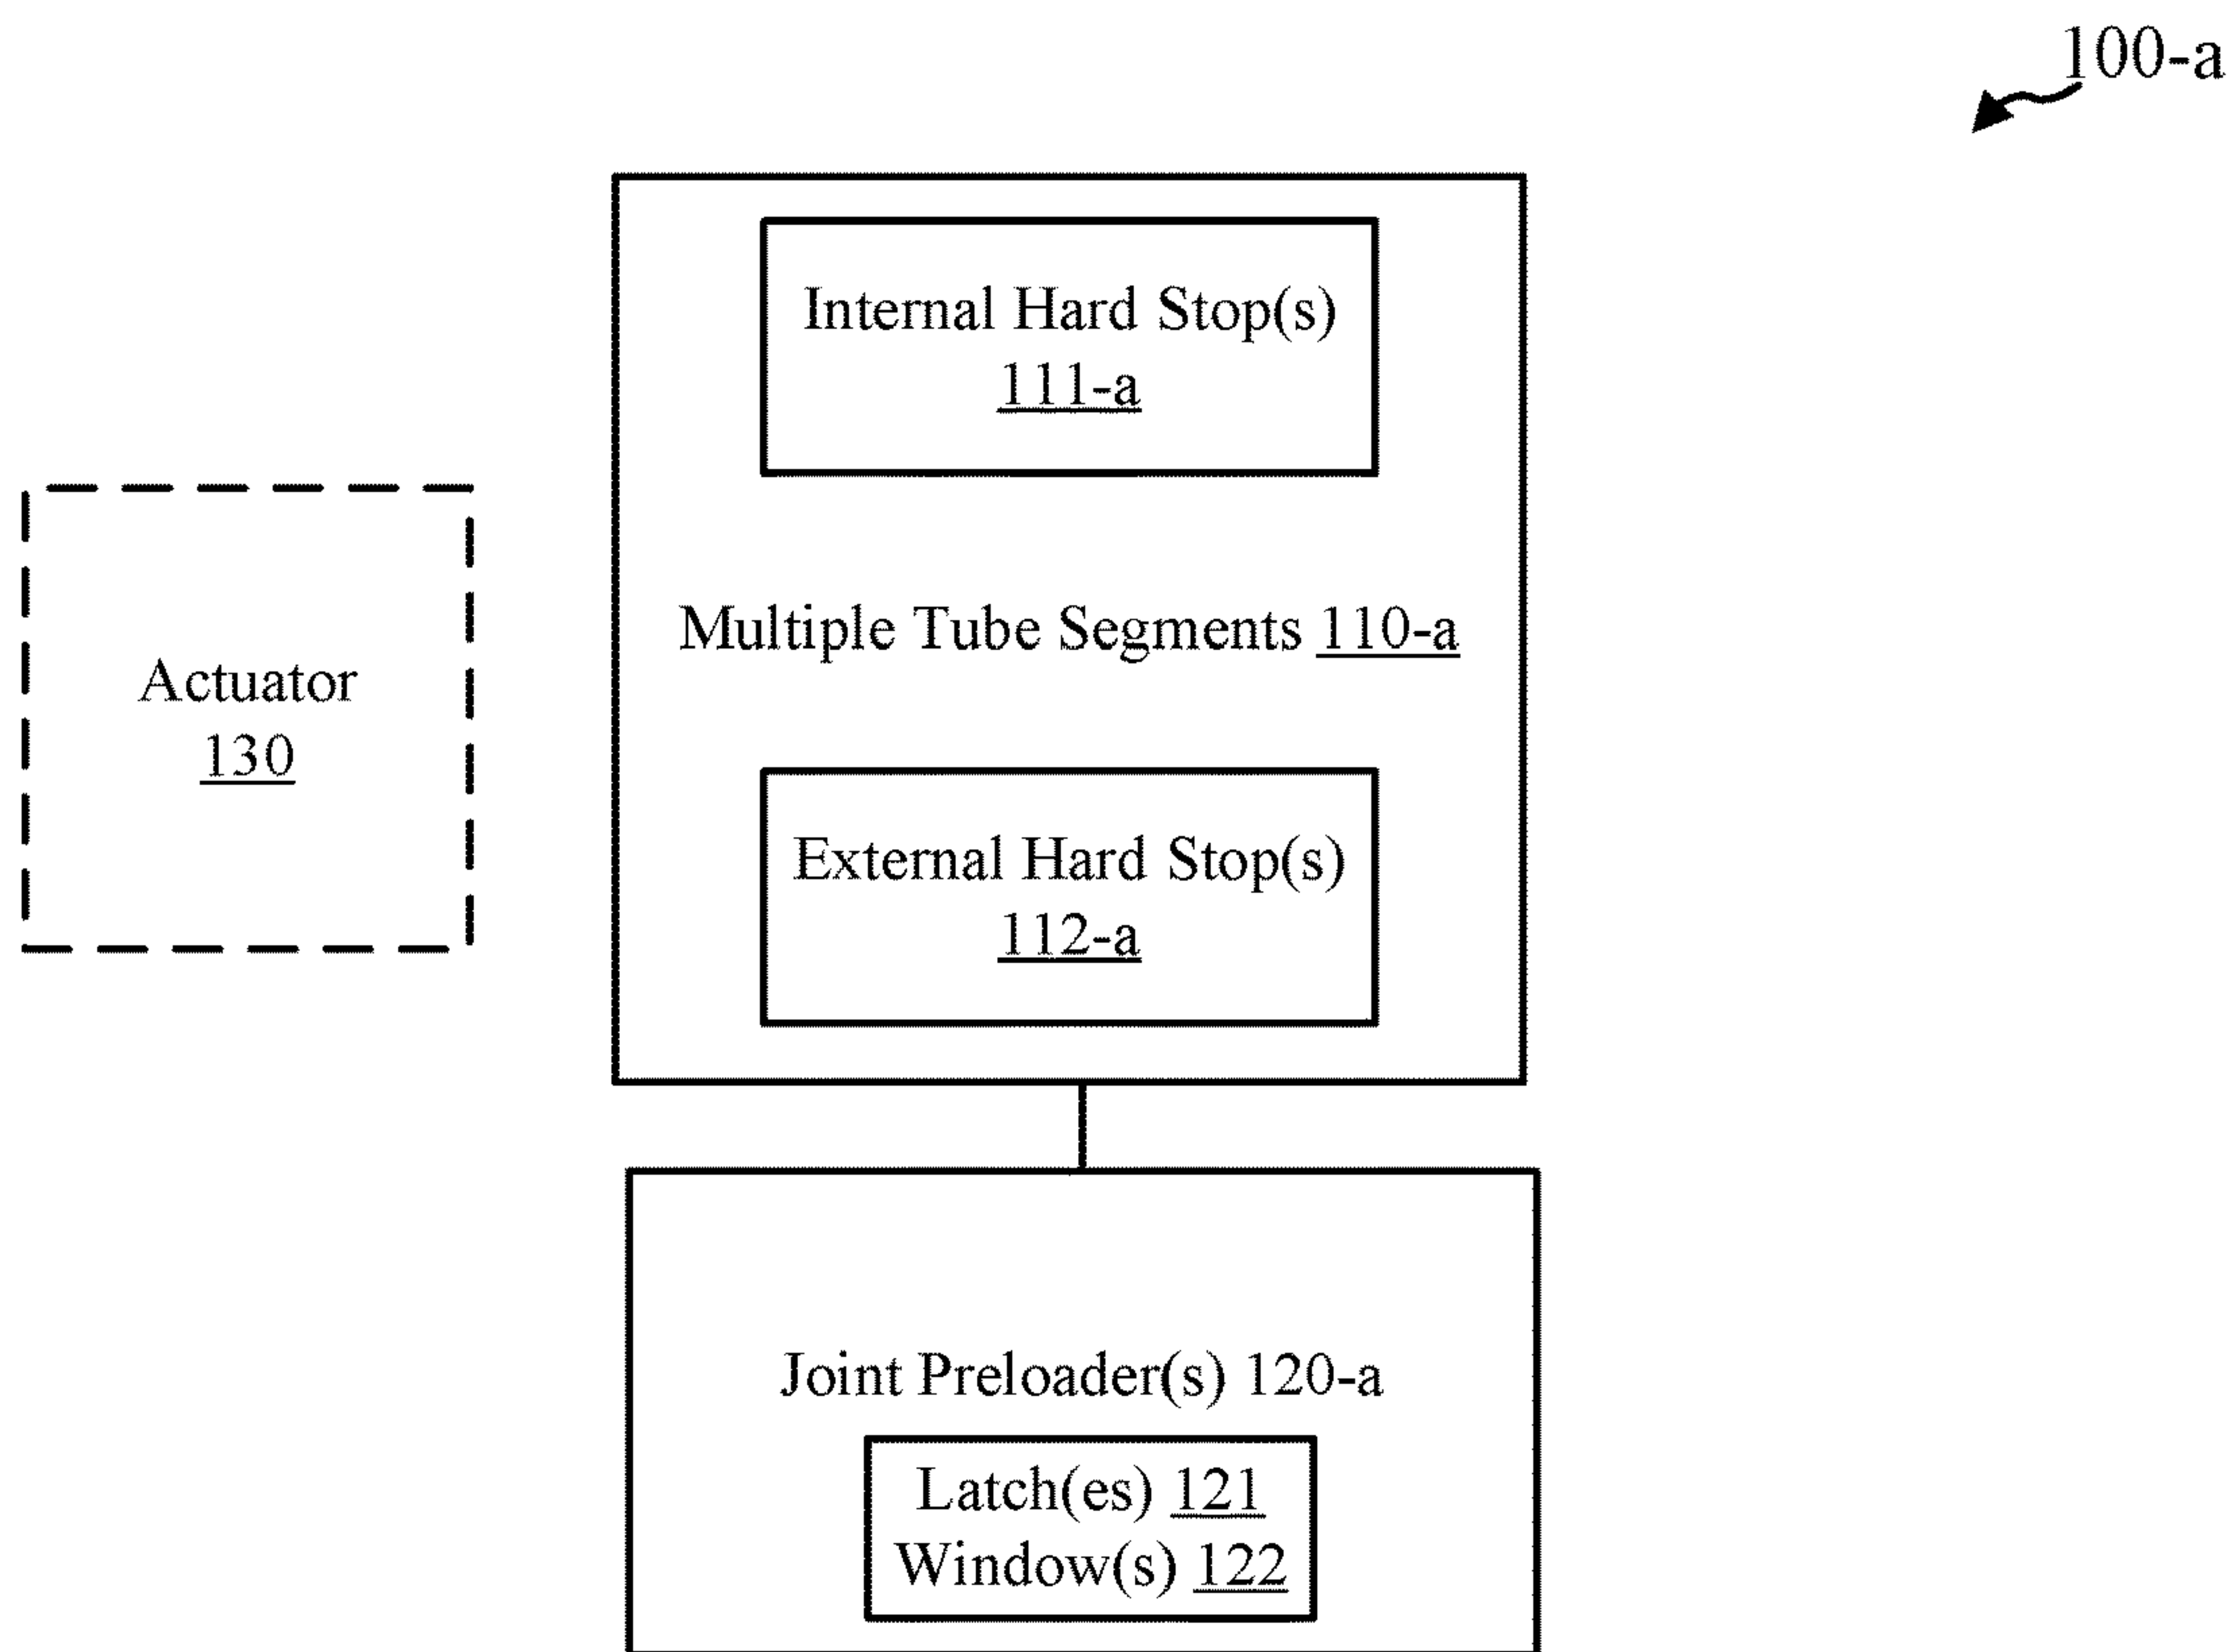 100-a
Internal Hard Stop(s)
111-a
Multiple Tube Segments 110-a
Actuator
130
External Hard Stop(s)
112-a
Joint Preloader(s) 120-a
Latch(es) 121
Window(s) 122